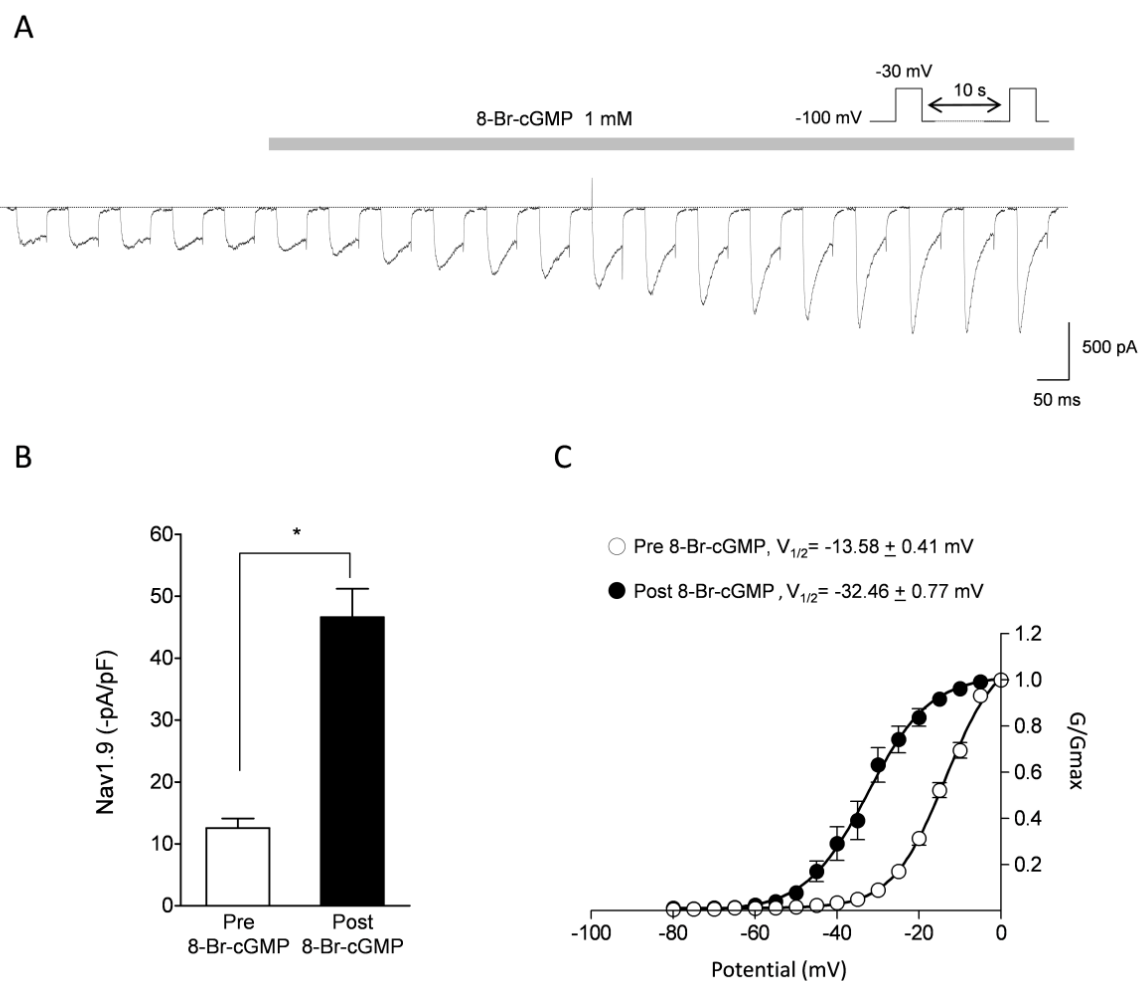 A
-30 mV
10 s
-100 mV
8-Br-cGMP 1 mM
500 pA
50 ms
B
C
Nav1.9 (-pA/pF)
60
50
40
30
20
10
0
*
Pre
8-Br-cGMP
Post
8-Br-cGMP
Pre 8-Br-cGMP, V1/2= -13.58 ± 0.41 mV
Post 8-Br-cGMP , V1/2= -32.46 ± 0.77 mV
1.2
1.0
0.8
0.6
0.4
0.2
G/Gmax
-100
-80
-60
-40
-20
0
Potential (mV)